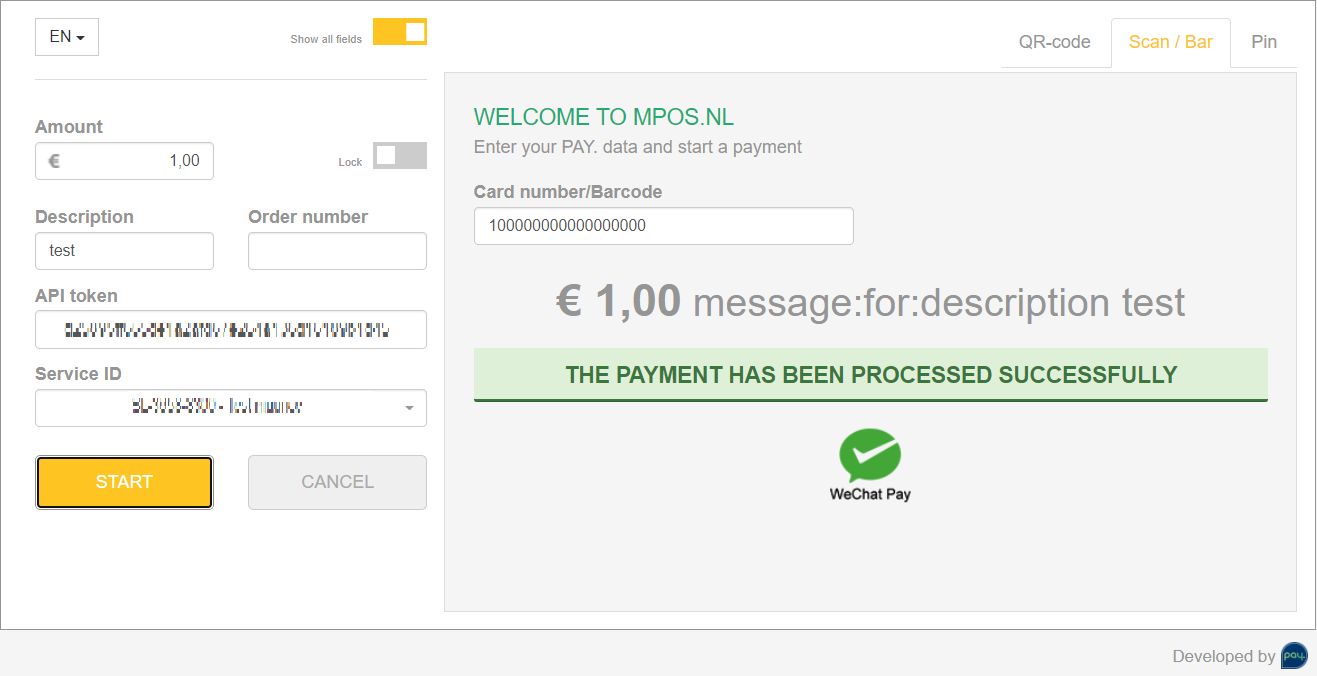 EN
Show all fields
QR-code
Scan / Bar
Pin
Amount
€ 1,00
Lock
Description
Order number
test
API token
Service ID
START
CANCEL
WELCOME TO MPOS.NL
Enter your PAY. data and start a payment
Card number/Barcode
100000000000000000
€ 1,00 message:for:description test
THE PAYMENT HAS BEEN PROCESSED SUCCESSFULLY
WeChat Pay
Developed by pay.